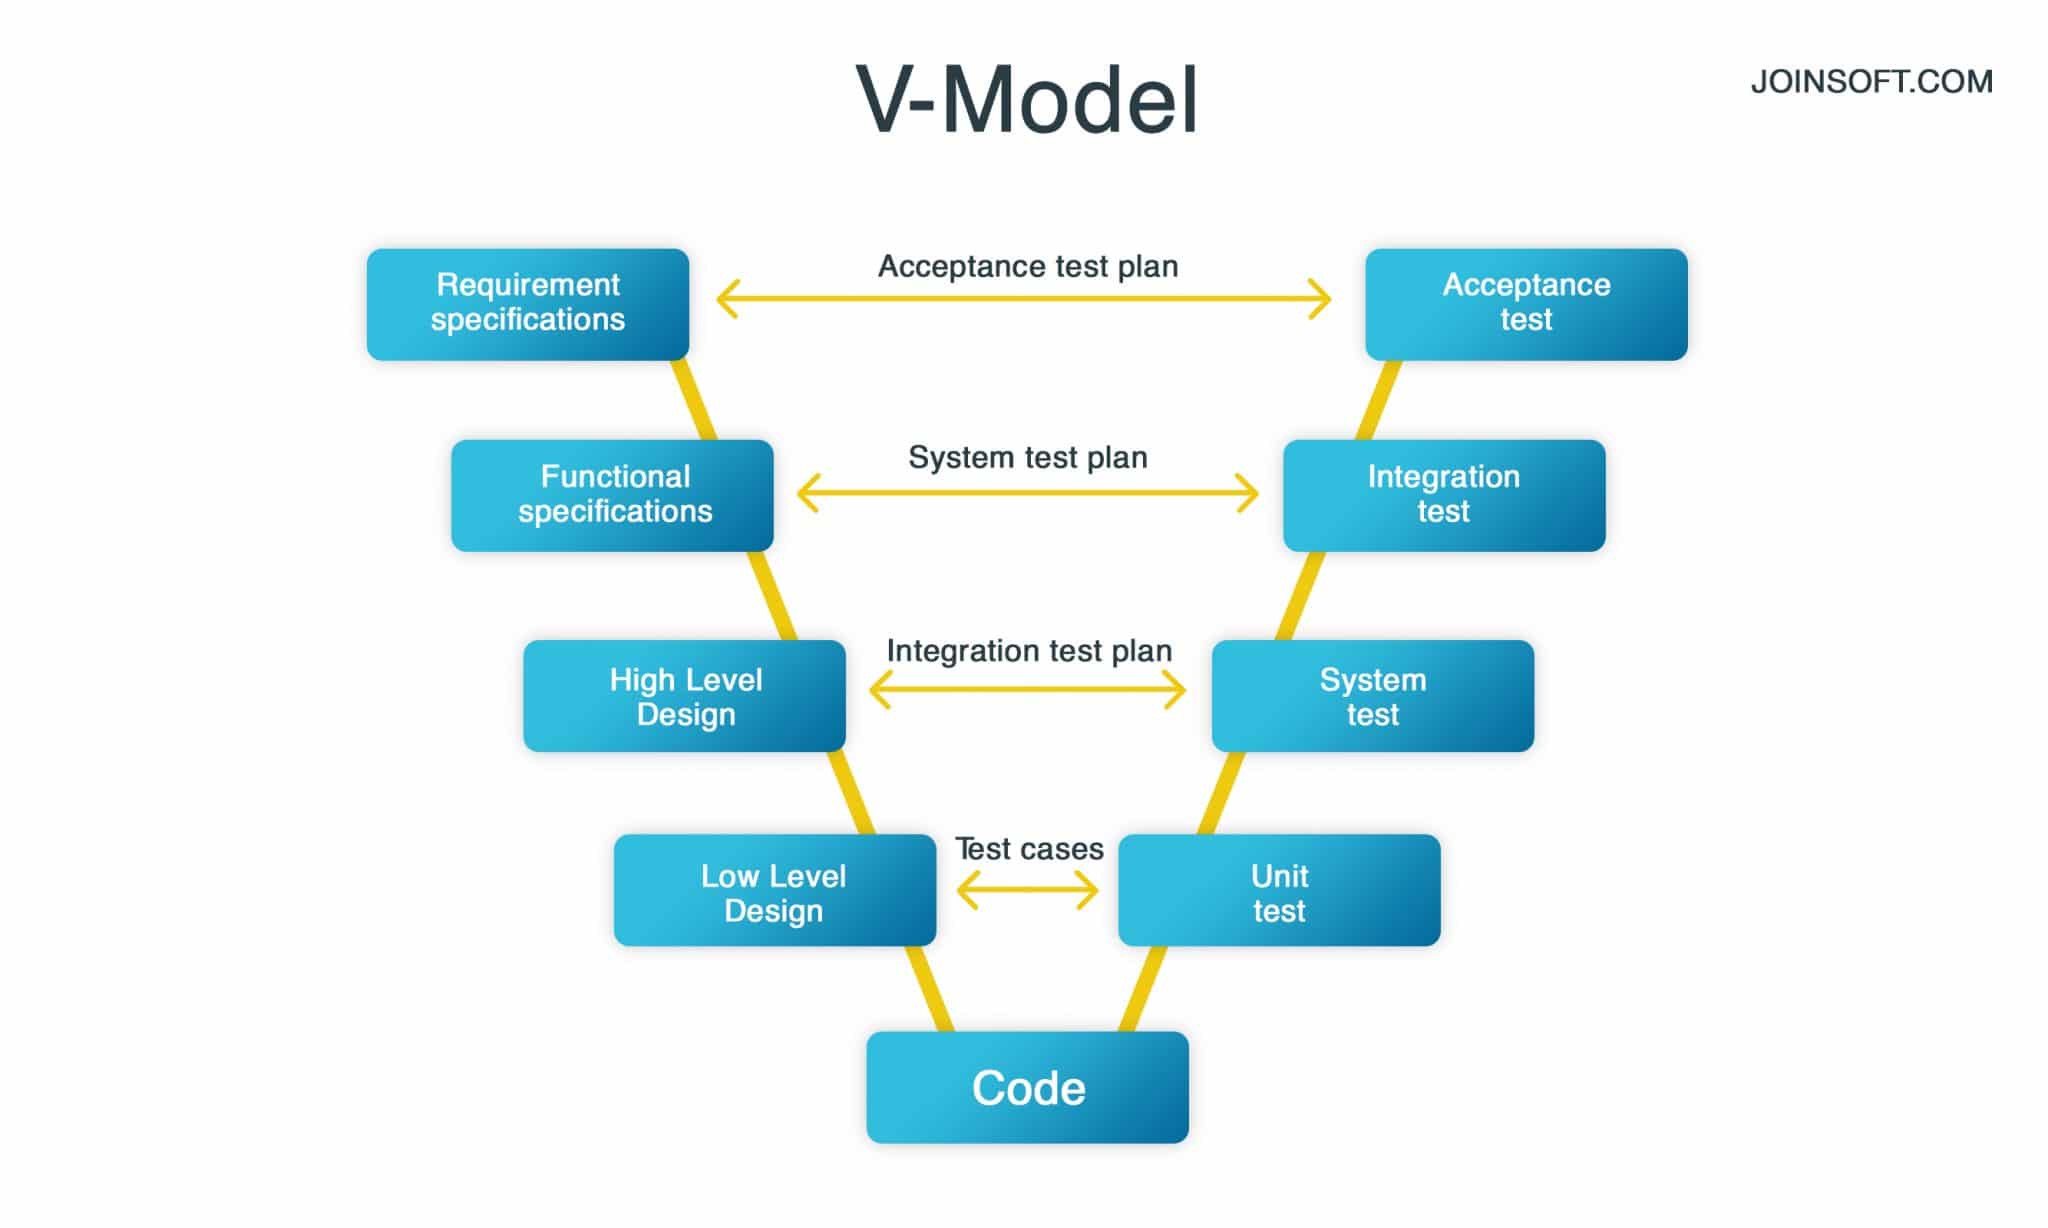 V-Model
JOINSOFT.COM
Requirement
specifications
Acceptance test plan
Acceptance
test
Functional
specifications
System test plan
Integration
test
High Level
Design
Integration test plan
System
test
Low Level
Design
Test cases
Unit
test
Code